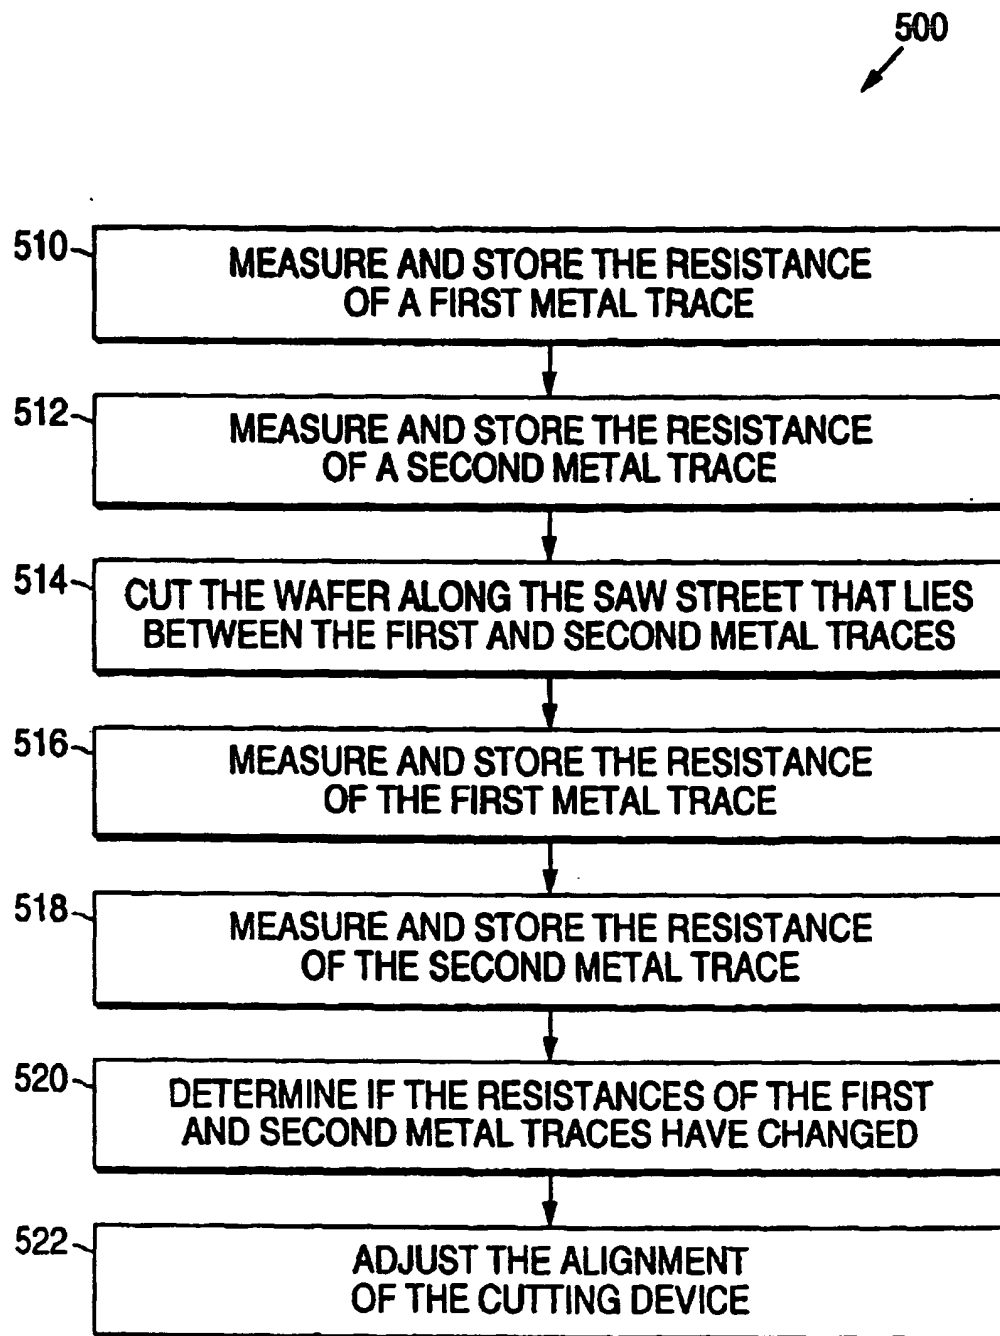 500
510
MEASURE AND STORE THE RESISTANCE
OF A FIRST METAL TRACE
512
MEASURE AND STORE THE RESISTANCE
OF A SECOND METAL TRACE
514
CUT THE WAFER ALONG THE SAW STREET THAT LIES
BETWEEN THE FIRST AND SECOND METAL TRACES
516
MEASURE AND STORE THE RESISTANCE
OF THE FIRST METAL TRACE
518
MEASURE AND STORE THE RESISTANCE
OF THE SECOND METAL TRACE
520
DETERMINE IF THE RESISTANCES OF THE FIRST
AND SECOND METAL TRACES HAVE CHANGED
522
ADJUST THE ALIGNMENT
OF THE CUTTING DEVICE